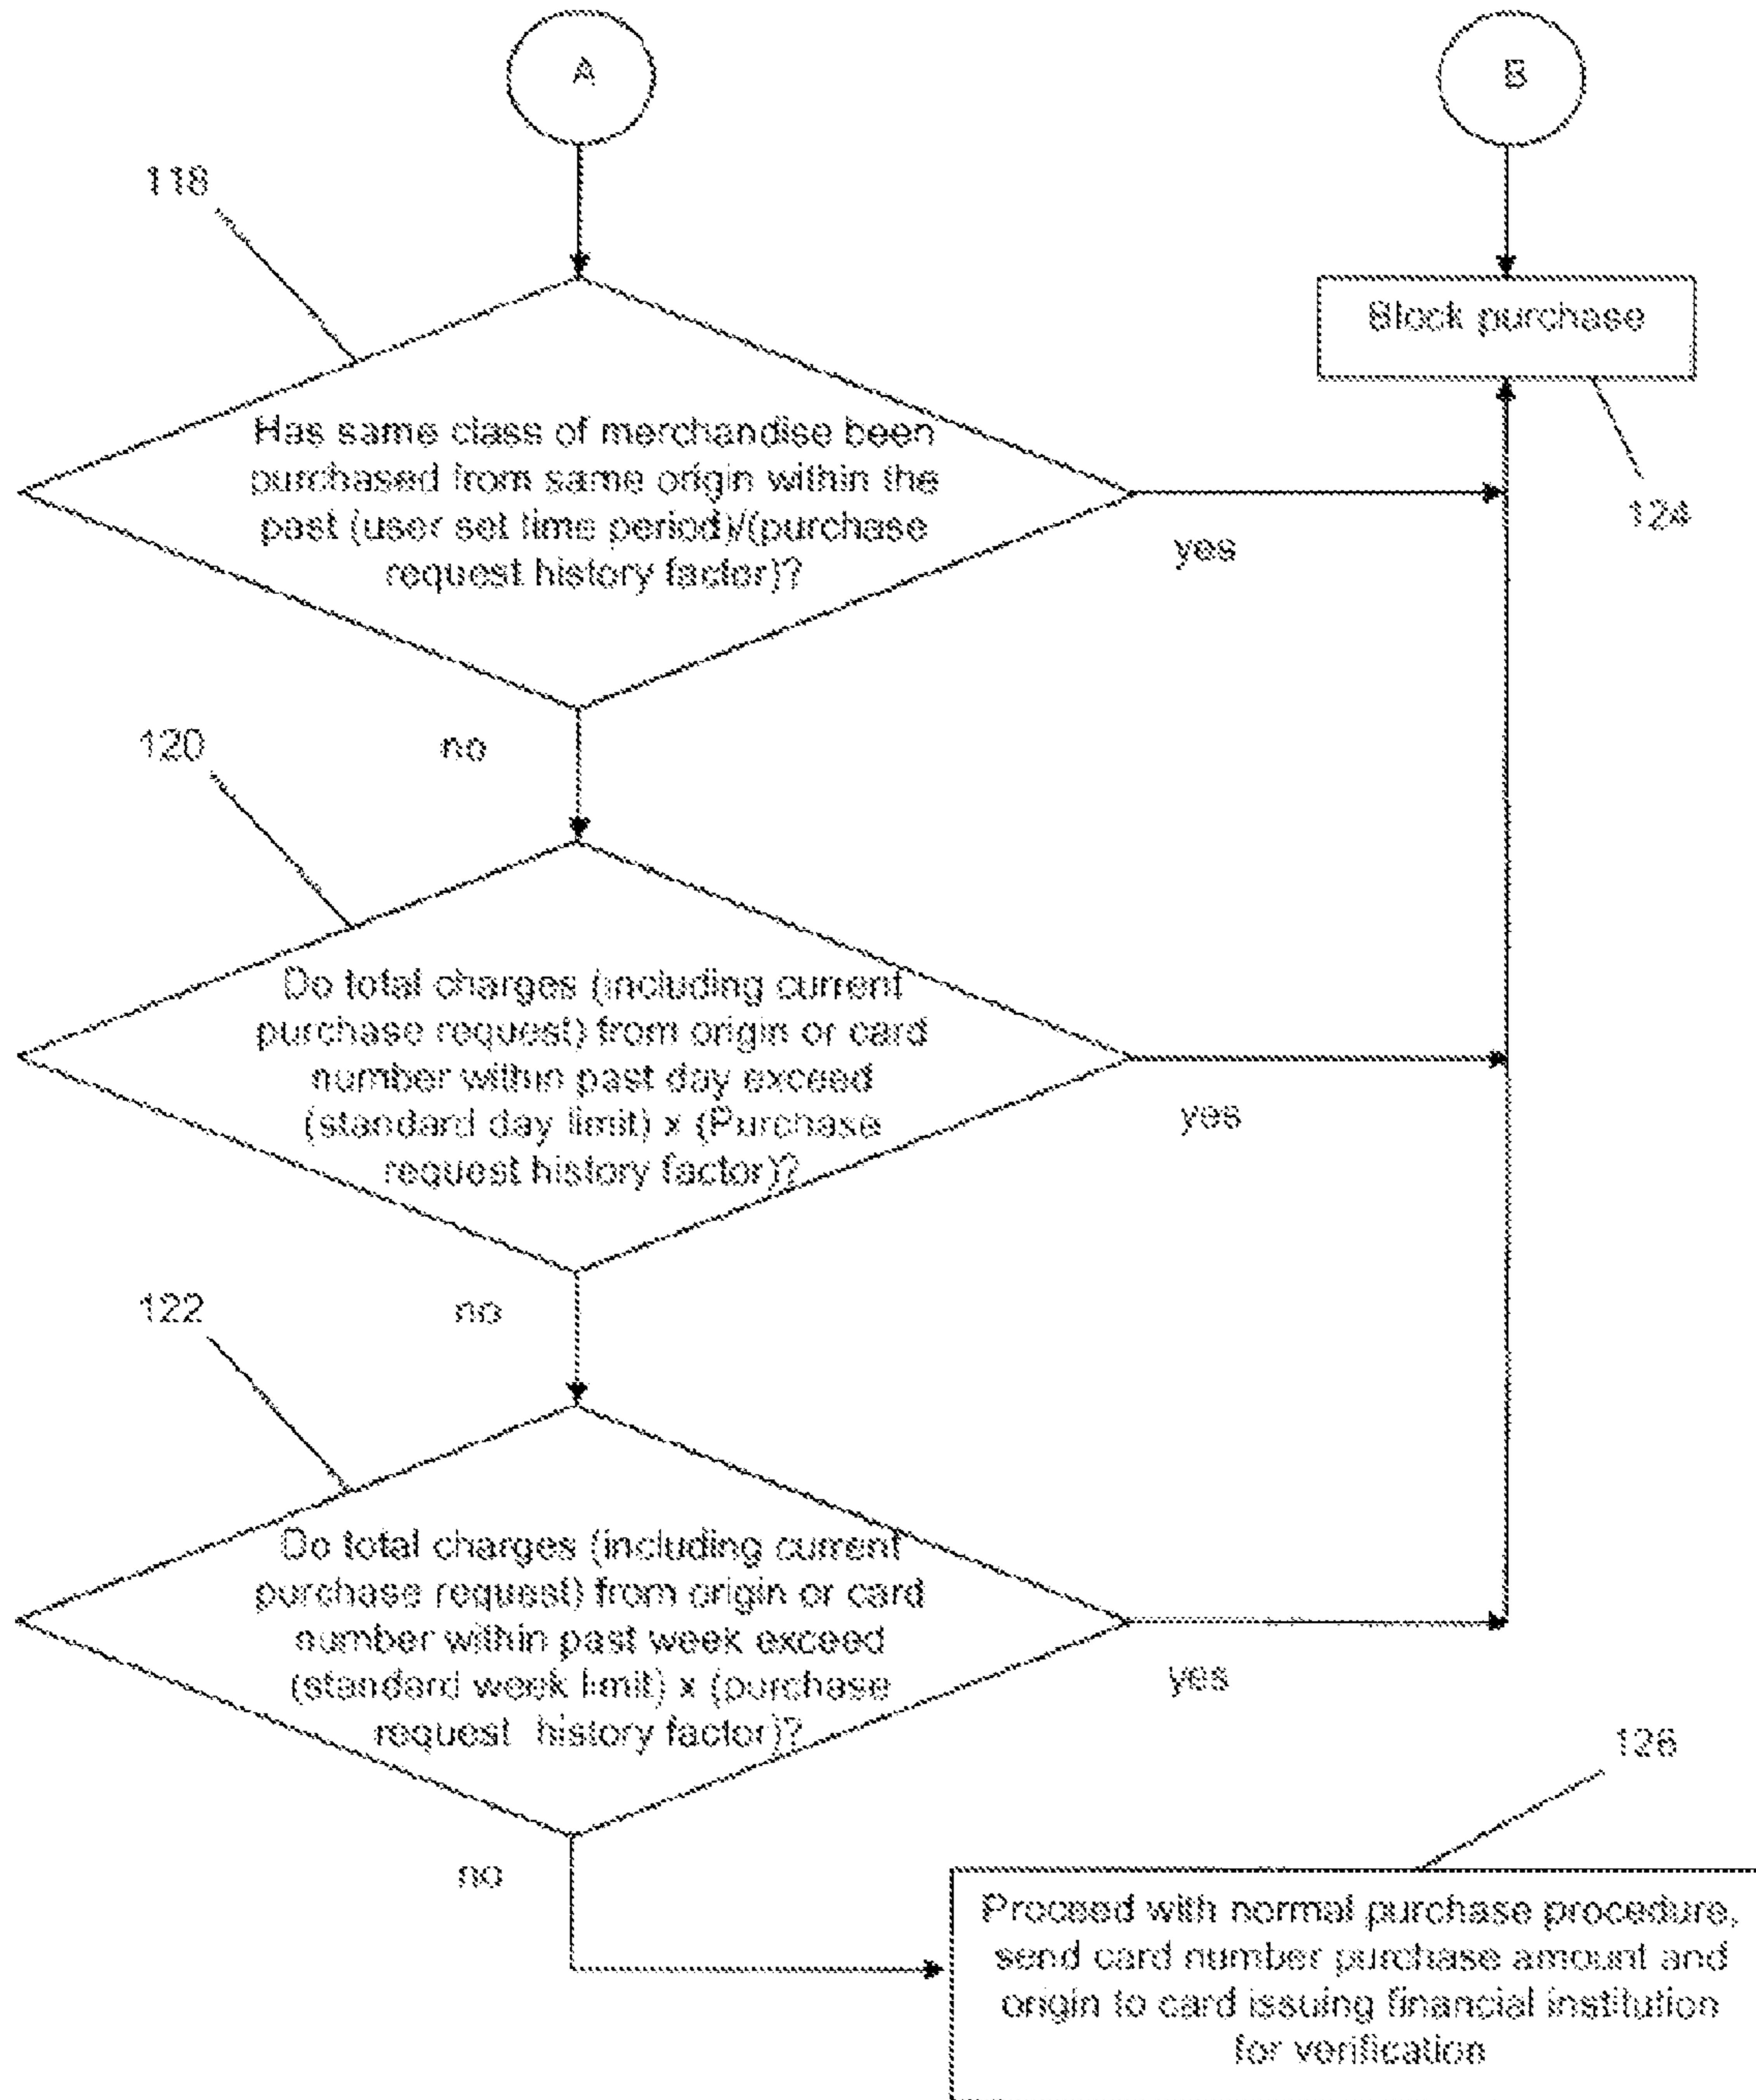 A
B
118
Block purchase
124
Has same class of merchandise been
purchased from same origin within the
past (user set time period)/(purchase
request history factor)?
yes
no
120
Do total charges (including current
purchase request) from origin or card
number within past day exceed
(standard day limit) x (Purchase
request history factor)?
yes
no
122
Do total charges (including current
purchase request) from origin or card
number within past week exceed
(standard week limit) x (purchase
request history factor)?
yes
no
126
Proceed with normal purchase procedure,
send card number purchase amount and
origin to card issuing financial institution
for verification